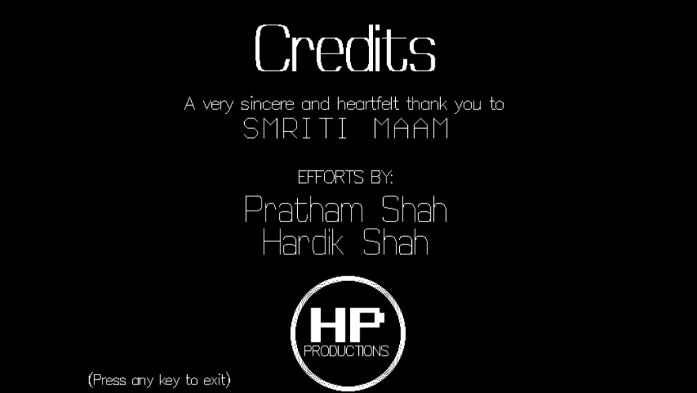 Credits
A very sincere and heartfelt thank you to
SMRITI MAAM
EFFORTS BY:
Pratham Shah
Hardik Shah
HP
PRODUCTIONS
(Press any key to exit)